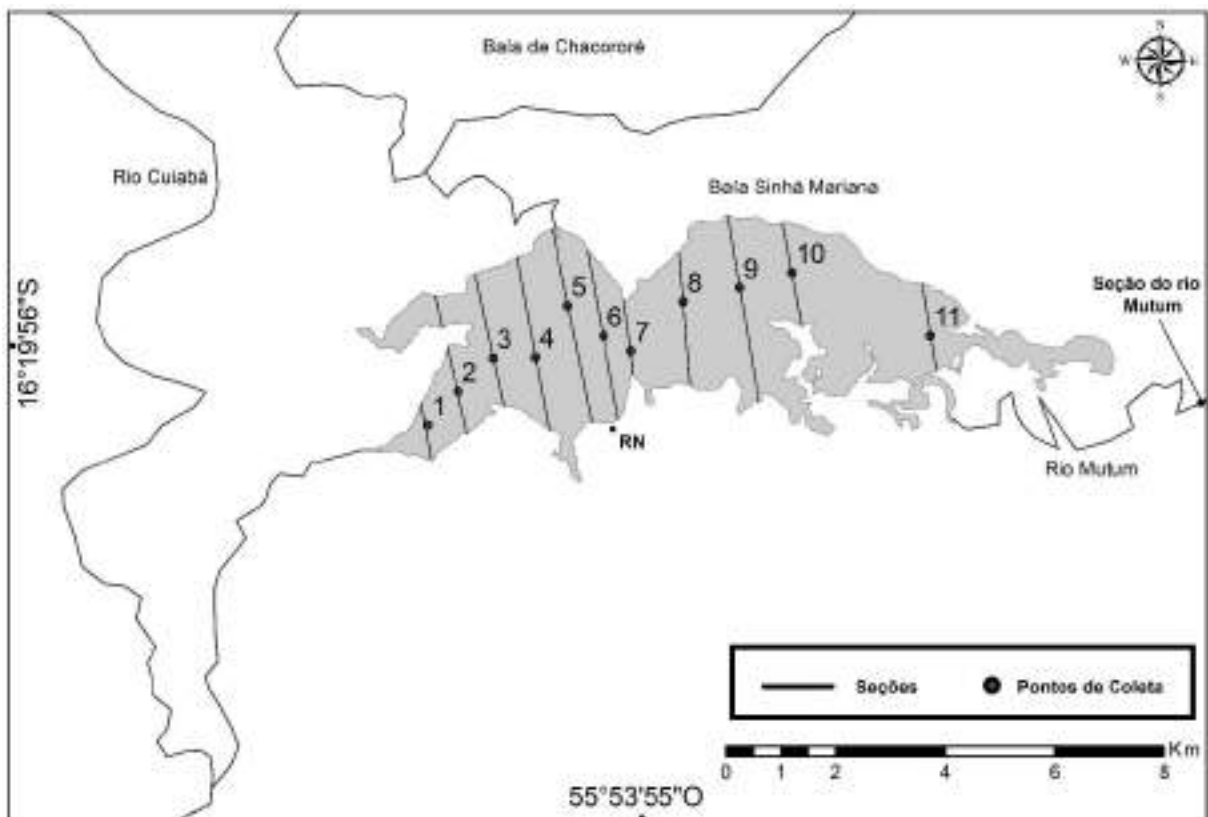 Baía de Chacororé
N
W
E
S
Rio Cuiabá
Baía Sinhá Mariana
Seção do rio
Mutum
16°19'56"S
1
2
3
4
5
6
7
8
9
10
11
RN
Rio Mutum
Seções
Pontos de Coleta
Km
0 1 2 4 6 8
55°53'55"O